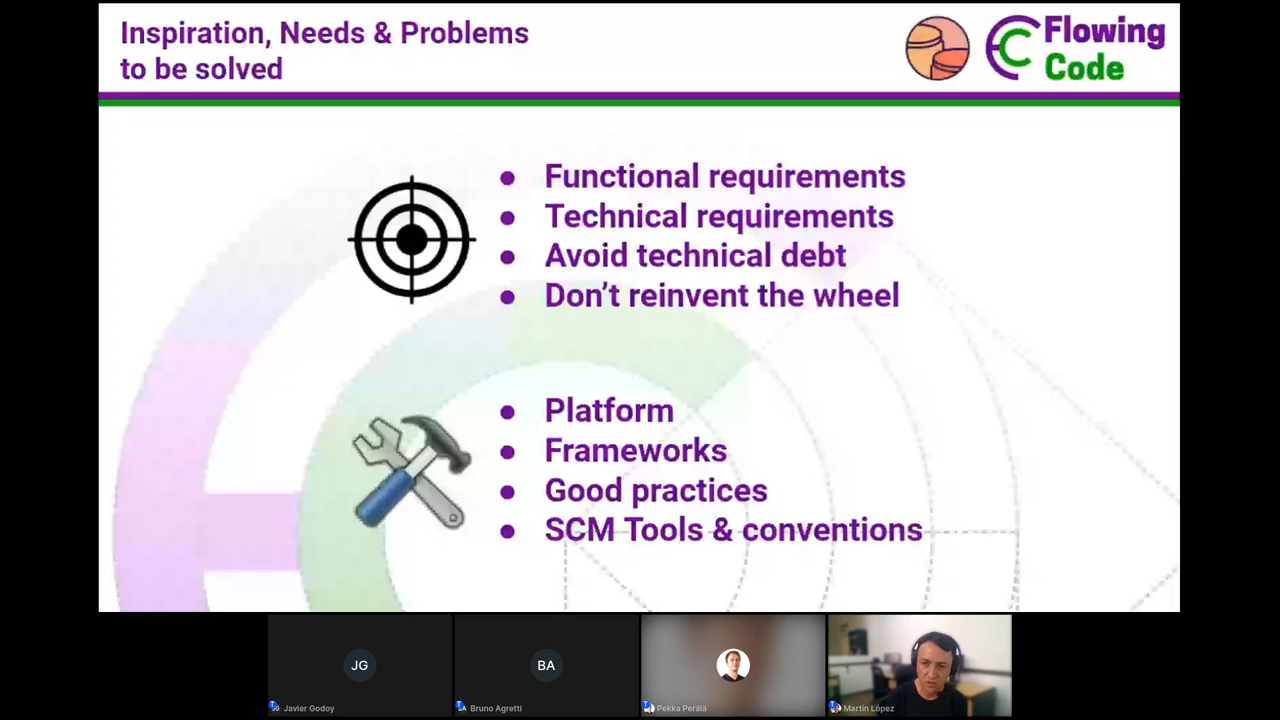 Inspiration, Needs & Problems
to be solved
Flowing
Code
● Functional requirements
● Technical requirements
● Avoid technical debt
● Don’t reinvent the wheel
● Platform
● Frameworks
● Good practices
● SCM Tools & conventions
JG
BA
Javier Godoy
Bruno Agretti
Pekka Perälä
Martín López